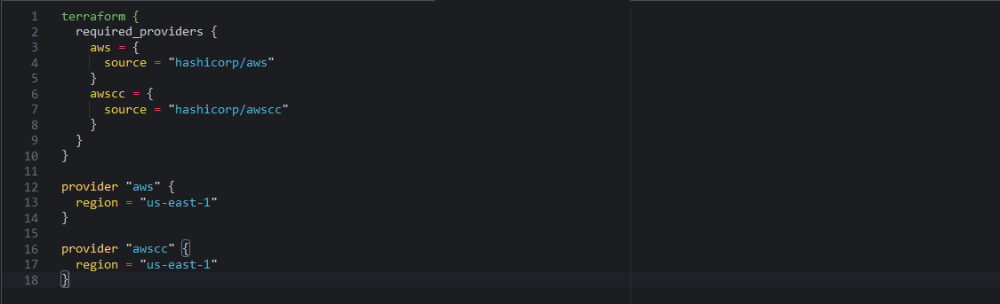 1 terraform {
2   required_providers {
3     aws = {
4       source = "hashicorp/aws"
5     }
6     awscc = {
7       source = "hashicorp/awscc"
8     }
9   }
10 }
11
12 provider "aws" {
13   region = "us-east-1"
14 }
15
16 provider "awscc" {
17   region = "us-east-1"
18 }